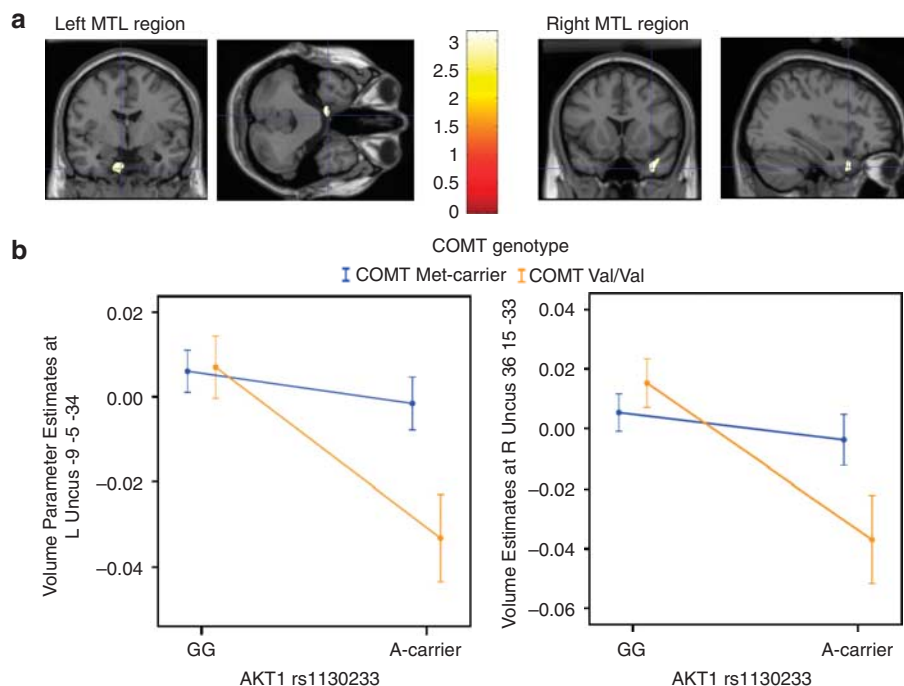 a
Left MTL region
Right MTL region
3
2.5
2
1.5
1
0.5
0
b
COMT genotype
COMT Met-carrier COMT Val/Val
Volume Parameter Estimates at
L Uncus -9 -5 -34
0.02
0.00
−0.02
−0.04
GG A-carrier
AKT1 rs1130233
Volume Estimates at R Uncus 36 15 -33
0.04
0.02
0.00
−0.02
−0.04
−0.06
GG A-carrier
AKT1 rs1130233